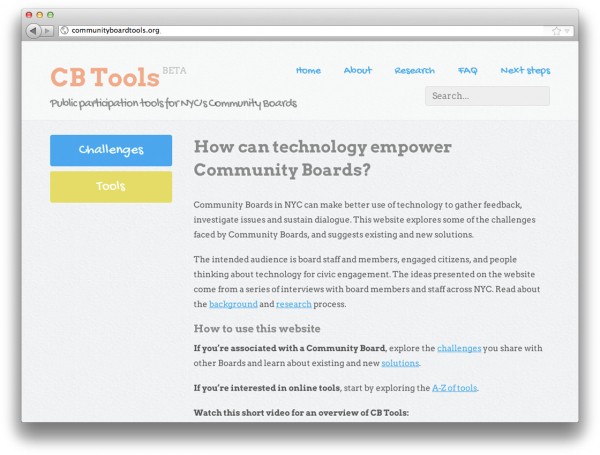 communityboardtools.org
CB Tools BETA
Public participation tools for NYC's Community Boards
Home About Research FAQ Next steps
Search...
Challenges
Tools
How can technology empower
Community Boards?
Community Boards in NYC can make better use of technology to gather feedback,
investigate issues and sustain dialogue. This website explores some of the challenges
faced by Community Boards, and suggests existing and new solutions.
The intended audience is board staff and members, engaged citizens, and people
thinking about technology for civic engagement. The ideas presented on the website
come from a series of interviews with board members and staff across NYC. Read about
the background and research process.
How to use this website
If you're associated with a Community Board, explore the challenges you share with
other Boards and learn about existing and new solutions.
If you're interested in online tools, start by exploring the A-Z of tools.
Watch this short video for an overview of CB Tools: